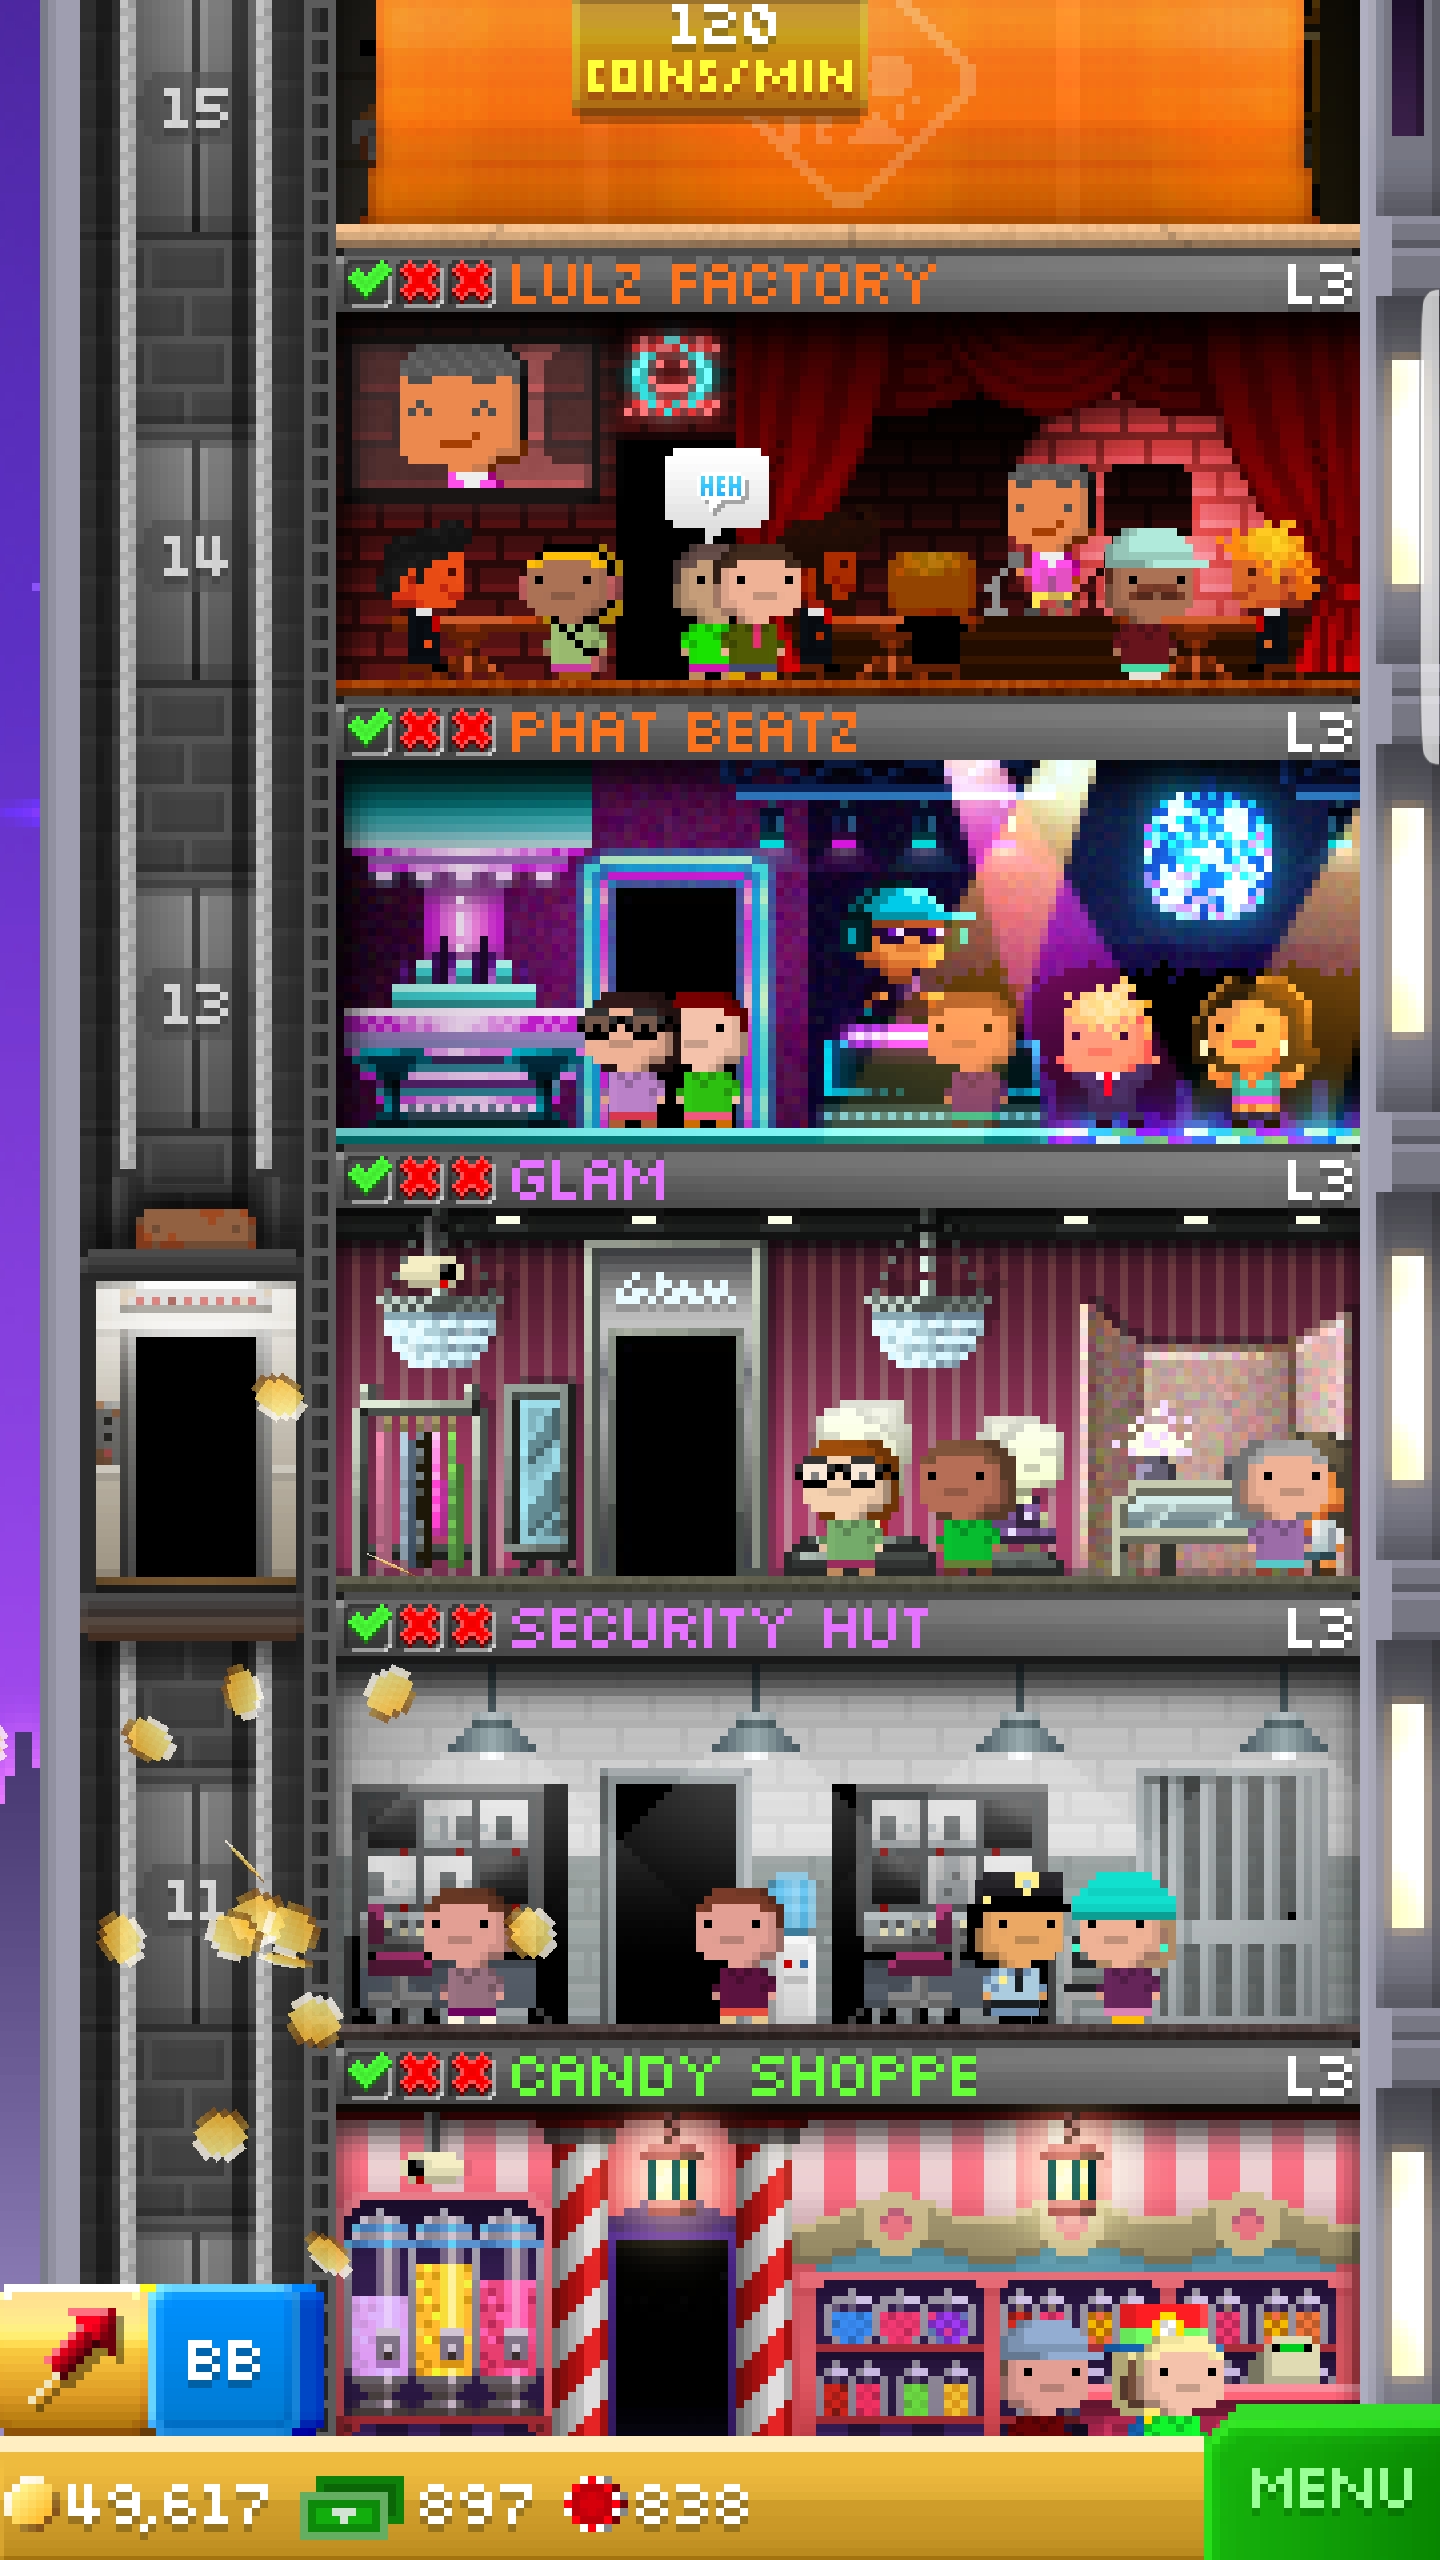 120
COINS/MIN
15
LULZ FACTORY L3
HEH
14
PHAT BEATZ L3
13
GLAM L3
Glam
SECURITY HUT L3
11
CANDY SHOPPE L3
BB
49,617 897 838
MENU